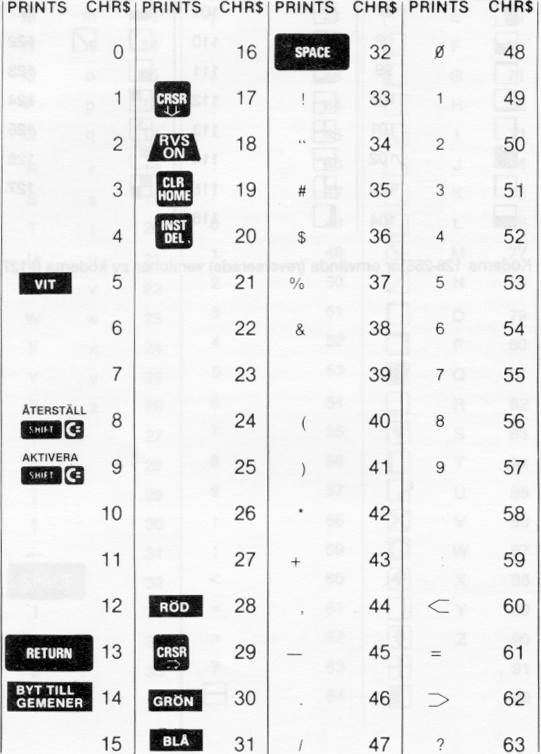 PRINTS CHR$ PRINTS CHR$ PRINTS CHR$ PRINTS CHR$
0 16 SPACE 32 Ø 48
1 CRSR ⇩ 17 ! 33 1 49
2 RVS ON 18 “ 34 2 50
3 CLR HOME 19 # 35 3 51
4 INST DEL 20 $ 36 4 52
VIT 5 21 % 37 5 53
6 22 & 38 6 54
7 23 39 7 55
ÅTERSTÄLL SHIFT C= 8 24 ( 40 8 56
AKTIVERA SHIFT C= 9 25 ) 41 9 57
10 26 * 42 58
11 27 + 43 59
12 RÖD 28 , 44 < 60
RETURN 13 CRSR ⇨ 29 — 45 = 61
BYT TILL GEMENER 14 GRÖN 30 . 46 > 62
15 BLÅ 31 / 47 ? 63